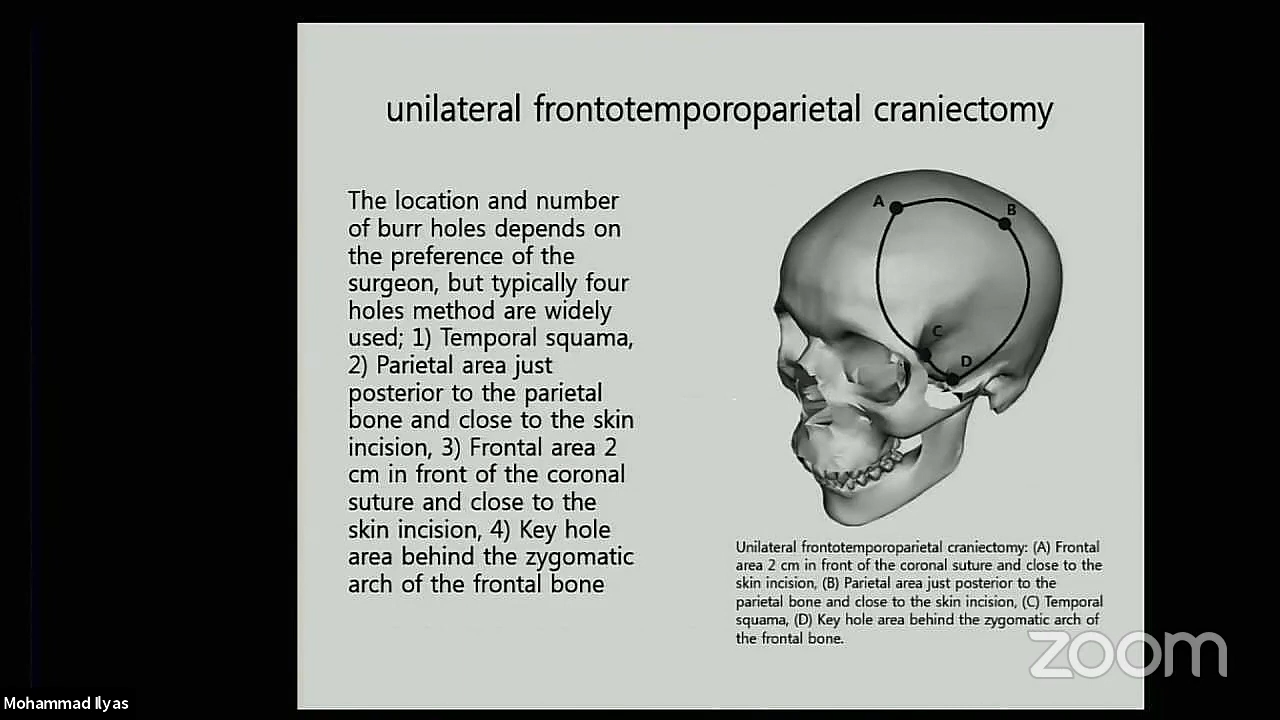 unilateral frontotemporoparietal craniectomy
The location and number
of burr holes depends on
the preference of the
surgeon, but typically four
holes method are widely
used; 1) Temporal squama,
2) Parietal area just
posterior to the parietal
bone and close to the skin
incision, 3) Frontal area 2
cm in front of the coronal
suture and close to the
skin incision, 4) Key hole
area behind the zygomatic
arch of the frontal bone
A
B
C
D
Unilateral frontotemporoparietal craniectomy: (A) Frontal
area 2 cm in front of the coronal suture and close to the
skin incision, (B) Parietal area just posterior to the
parietal bone and close to the skin incision, (C) Temporal
squama, (D) Key hole area behind the zygomatic arch of
the frontal bone.
zoom
Mohammad Ilyas